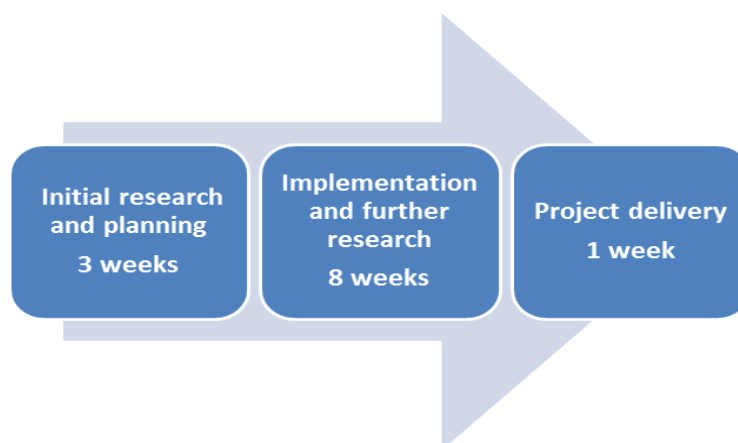 Initial research
and planning
3 weeks
Implementation
and further
research
8 weeks
Project delivery
1 week